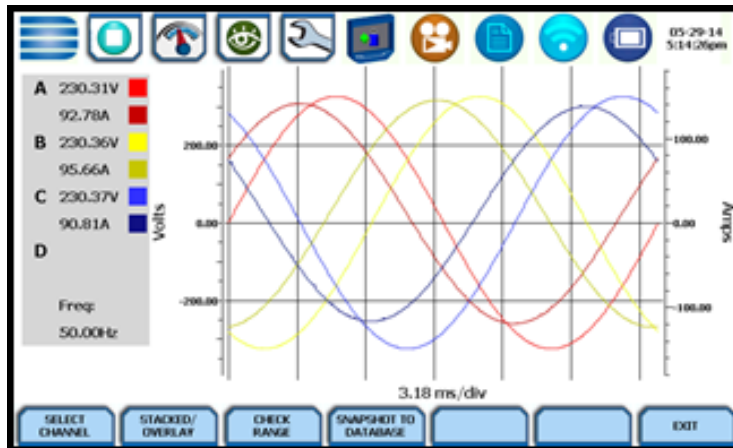 05-29-14
5:14:26pm
A 230.31V
92.78A
B 230.36V
95.66A
C 230.37V
90.81A
D
Freq:
50.00Hz
Volts
200.00
0.00
-200.00
Amps
100.00
0.00
-100.00
3.18 ms/div
SELECT
CHANNEL
STACKED/
OVERLAY
CHECK
RANGE
SNAPSHOT TO
DATABASE
EXIT